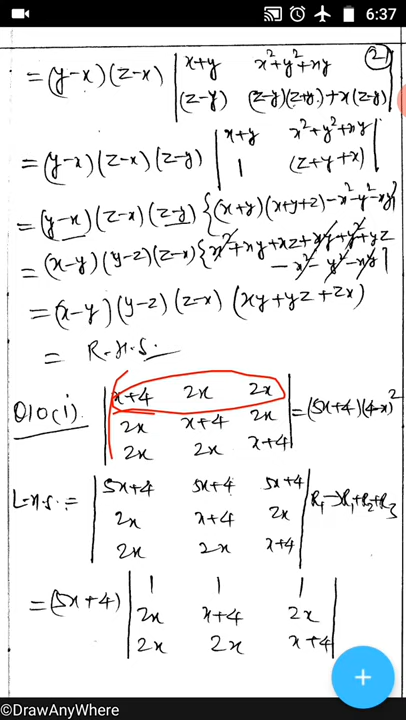 6:37
(21)
= (y-x)(z-x) | x+y x²+y²+xy |
| (z-y) (z-y)(z+y)+x(z-y) |
= (y-x)(z-x)(z-y) | x+y x²+y²+xy |
| 1 (z+y+x) |
= (y-x)(z-x)(z-y) {(x+y)(x+y+z)-x²-y²-xy}
= (x-y)(y-z)(z-x) {x²+xy+xz+xy+y²+yz
-x²-y²-xy}
= (x-y)(y-z)(z-x)(xy+yz+zx)
= R.H.S.
Q10(i). | x+4 2x 2x | = (5x+4)(4-x)²
| 2x x+4 2x |
| 2x 2x x+4 |
L.H.S. = | 5x+4 5x+4 5x+4 | R₁→R₁+R₂+R₃
| 2x x+4 2x |
| 2x 2x x+4 |
= (5x+4) | 1 1 1 |
| 2x x+4 2x |
| 2x 2x x+4 |
+
©DrawAnyWhere